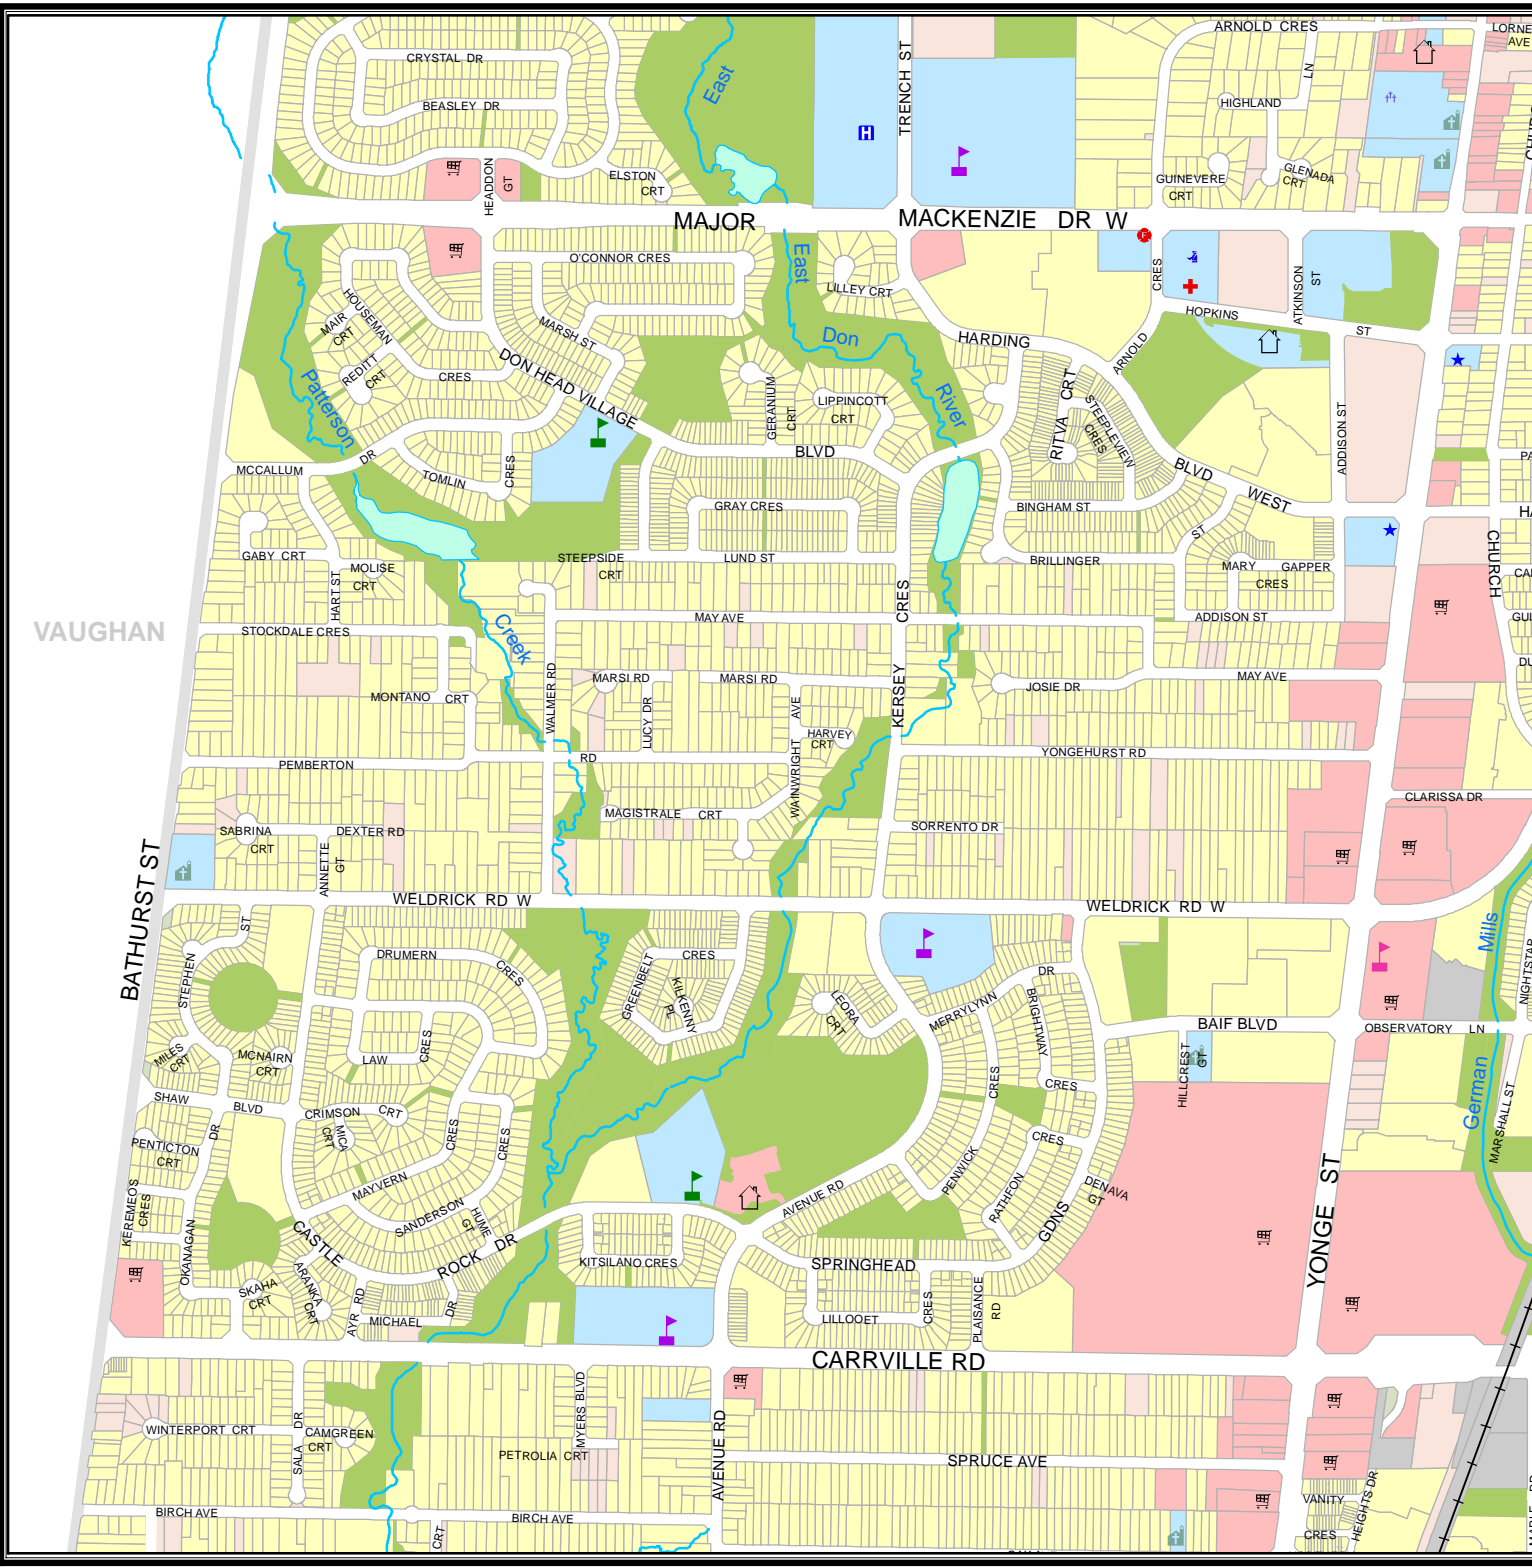 ARNOLD CRES
LORNE
AVE
CRYSTAL DR
TRENCH ST
LN
BEASLEY DR
East
HIGHLAND
H
ELSTON
CRT
HEADDON
GT
GUINEVERE
CRT
GLENADA
CRT
MAJOR MACKENZIE DR W
F
O'CONNOR CRES
East
LILLEY CRT
CRES
ATKINSON
ST
HOUSEMAN
MAIR
CRT
MARSH ST
Don
HARDING
HOPKINS
ST
ARNOLD
REDITT
CRT
CRES
DON HEAD VILLAGE
Patterson
GERANIUM
CRT
LIPPINCOTT
CRT
River
RITVA CRT
STEEPLEVIEW
CRES
ADDISON ST
BLVD
BLVD
WEST
MCCALLUM
DR
TOMLIN
CRES
PA
GRAY CRES
BINGHAM ST
ST
HA
GABY CRT
STEEPSIDE
CRT
LUND ST
BRILLINGER
MARY GAPPER
CRES
CHURCH
CA
MOLISE
CRT
HART ST
CRES
VAUGHAN
STOCKDALE CRES
MAY AVE
ADDISON ST
GUI
Creek
WALMER RD
MARSI RD
MARSI RD
KERSEY
JOSIE DR
MAY AVE
DU
MONTANO CRT
LUCY DR
AVE
HARVEY
CRT
WAINWRIGHT
PEMBERTON
RD
YONGEHURST RD
CLARISSA DR
MAGISTRALE CRT
SORRENTO DR
SABRINA
CRT
DEXTER RD
ANNETTE
GT
BATHURST ST
WELDRICK RD W
WELDRICK RD W
ST
STEPHEN
DRUMERN
CRES
GREENBELT
CRES
KILKENNY
PL
LEORA
CRT
MERRYLYNN
DR
BRIGHTWAY
Mills
NIGHTSTAR
BAIF BLVD
OBSERVATORY LN
MILES
CRT
MCNAIRN
CRT
LAW
CRES
CRES
CRES
HILLCREST
GT
German
MARSHALL ST
SHAW
BLVD
CRIMSON CRT
MICA
CRT
DR
PENTICTON
CRT
CRES
CRES
CRES
PENWICK
MAYVERN
AVENUE RD
RATHFON
DENAVA
GT
YONGE ST
KEREMEOS
CRES
OKANAGAN
SANDERSON
HUME
GT
GDNS
CASTLE
ROCK DR
KITSILANO CRES
SPRINGHEAD
SKAHA
CRT
ARANKA
CRT
AYR RD
MICHAEL
DR
LILLOOET
CRES
PLAISANCE
RD
CARRVILLE RD
WINTERPORT CRT
SALA DR
CAMGREEN
CRT
MYERS BLVD
PETROLIA CRT
AVENUE RD
SPRUCE AVE
BIRCH AVE
BIRCH AVE
CRT
VANITY
CRES
HEIGHTS DR